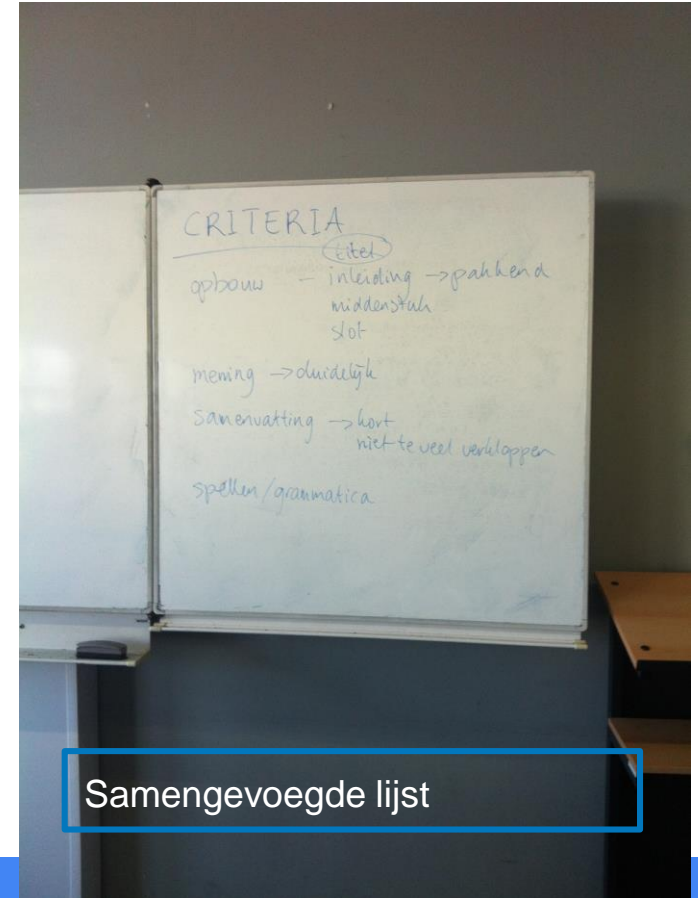 CRITERIA
titel
opbouw - inleiding → pakkend
middenstuk
slot
mening → duidelijk
samenvatting → kort
niet te veel verklappen
spellen/grammatica
Samengevoegde lijst